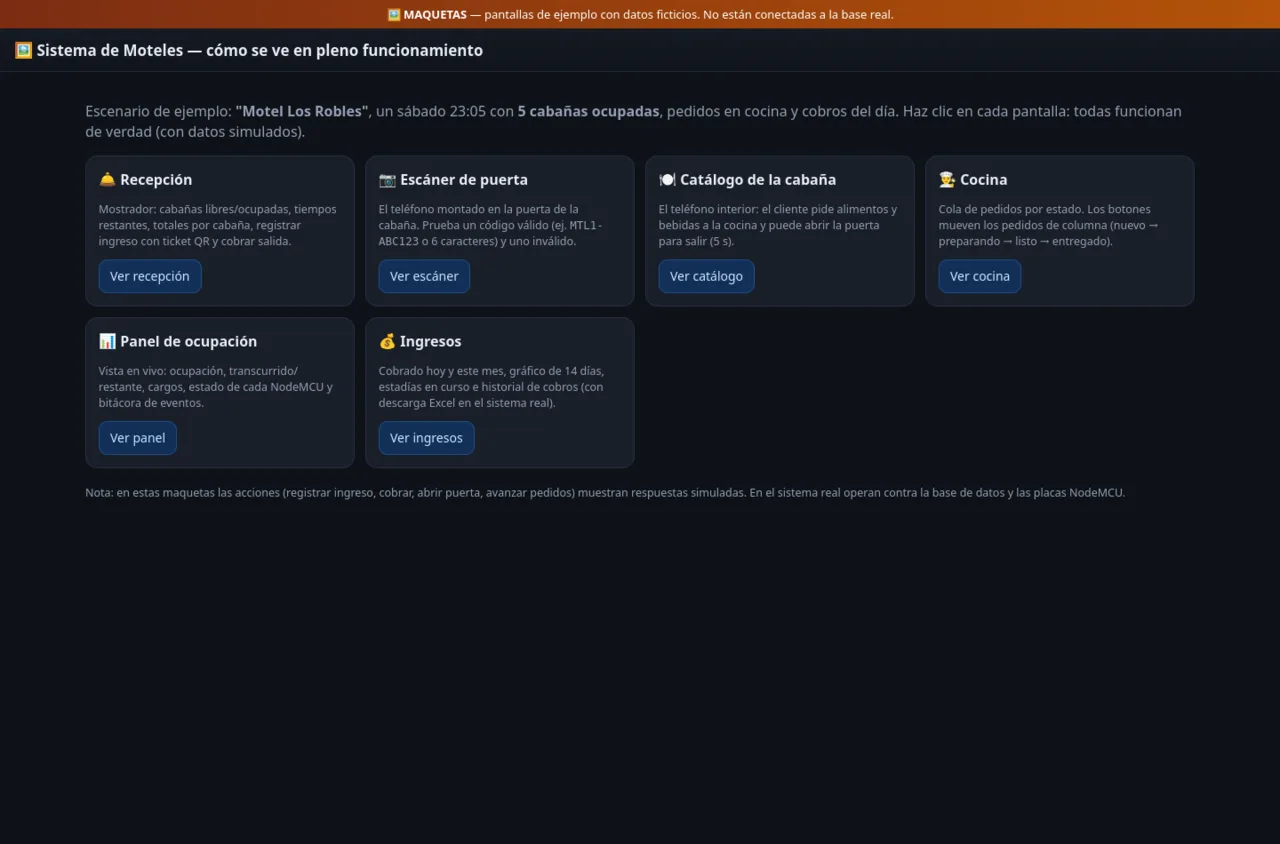 🖼️ MAQUETAS — pantallas de ejemplo con datos ficticios. No están conectadas a la base real.
🖼️ Sistema de Moteles — cómo se ve en pleno funcionamiento
Escenario de ejemplo: "Motel Los Robles", un sábado 23:05 con 5 cabañas ocupadas, pedidos en cocina y cobros del día. Haz clic en cada pantalla: todas funcionan
de verdad (con datos simulados).
🛎️ Recepción
Mostrador: cabañas libres/ocupadas, tiempos
restantes, totales por cabaña, registrar
ingreso con ticket QR y cobrar salida.
Ver recepción
📷 Escáner de puerta
El teléfono montado en la puerta de la
cabaña. Prueba un código válido (ej. MTL1-
ABC123 o 6 caracteres) y uno inválido.
Ver escáner
🍽️ Catálogo de la cabaña
El teléfono interior: el cliente pide alimentos y
bebidas a la cocina y puede abrir la puerta
para salir (5 s).
Ver catálogo
👨‍🍳 Cocina
Cola de pedidos por estado. Los botones
mueven los pedidos de columna (nuevo →
preparando → listo → entregado).
Ver cocina
📊 Panel de ocupación
Vista en vivo: ocupación, transcurrido/
restante, cargos, estado de cada NodeMCU y
bitácora de eventos.
Ver panel
💰 Ingresos
Cobrado hoy y este mes, gráfico de 14 días,
estadías en curso e historial de cobros (con
descarga Excel en el sistema real).
Ver ingresos
Nota: en estas maquetas las acciones (registrar ingreso, cobrar, abrir puerta, avanzar pedidos) muestran respuestas simuladas. En el sistema real operan contra la base de datos y las placas NodeMCU.